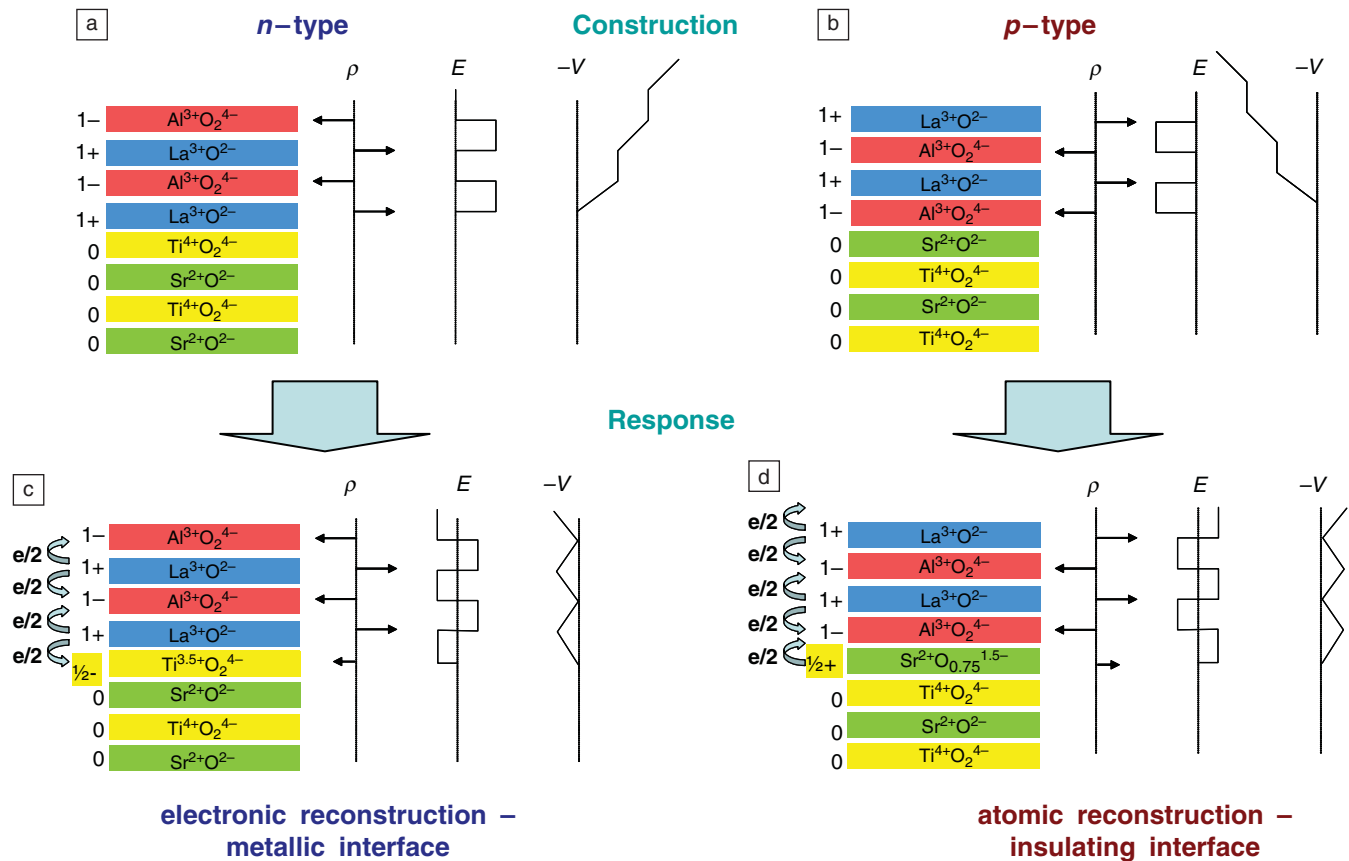 a
n–type
Construction
b
p–type
ρ
E
–V
ρ
E
–V
1–
Al³⁺O₂⁴⁻
1+
La³⁺O²⁻
1–
Al³⁺O₂⁴⁻
1+
La³⁺O²⁻
0
Ti⁴⁺O₂⁴⁻
0
Sr²⁺O²⁻
0
Ti⁴⁺O₂⁴⁻
0
Sr²⁺O²⁻
1+
La³⁺O²⁻
1–
Al³⁺O₂⁴⁻
1+
La³⁺O²⁻
1–
Al³⁺O₂⁴⁻
0
Sr²⁺O²⁻
0
Ti⁴⁺O₂⁴⁻
0
Sr²⁺O²⁻
0
Ti⁴⁺O₂⁴⁻
Response
c
ρ
E
–V
e/2
e/2
e/2
e/2
1–
Al³⁺O₂⁴⁻
1+
La³⁺O²⁻
1–
Al³⁺O₂⁴⁻
1+
La³⁺O²⁻
½-
Ti³·⁵⁺O₂⁴⁻
0
Sr²⁺O²⁻
0
Ti⁴⁺O₂⁴⁻
0
Sr²⁺O²⁻
electronic reconstruction –
metallic interface
d
ρ
E
–V
e/2
e/2
e/2
e/2
e/2
1+
La³⁺O²⁻
1–
Al³⁺O₂⁴⁻
1+
La³⁺O²⁻
1–
Al³⁺O₂⁴⁻
½+
Sr²⁺O₀.₇₅¹·⁵⁻
0
Ti⁴⁺O₂⁴⁻
0
Sr²⁺O²⁻
0
Ti⁴⁺O₂⁴⁻
atomic reconstruction –
insulating interface